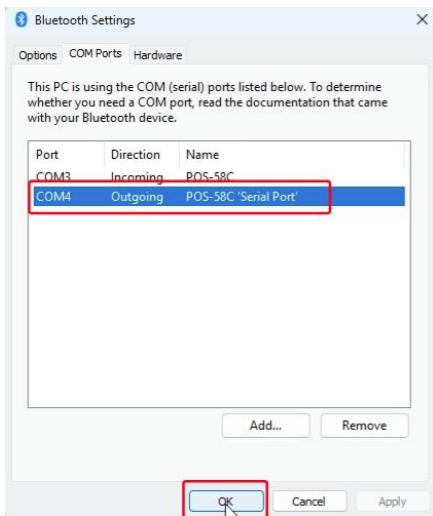 Bluetooth Settings
Options COM Ports Hardware
This PC is using the COM (serial) ports listed below. To determine
whether you need a COM port, read the documentation that came
with your Bluetooth device.
Port Direction Name
COM3 Incoming POS-58C
COM4 Outgoing POS-58C 'Serial Port'
Add... Remove
OK Cancel Apply